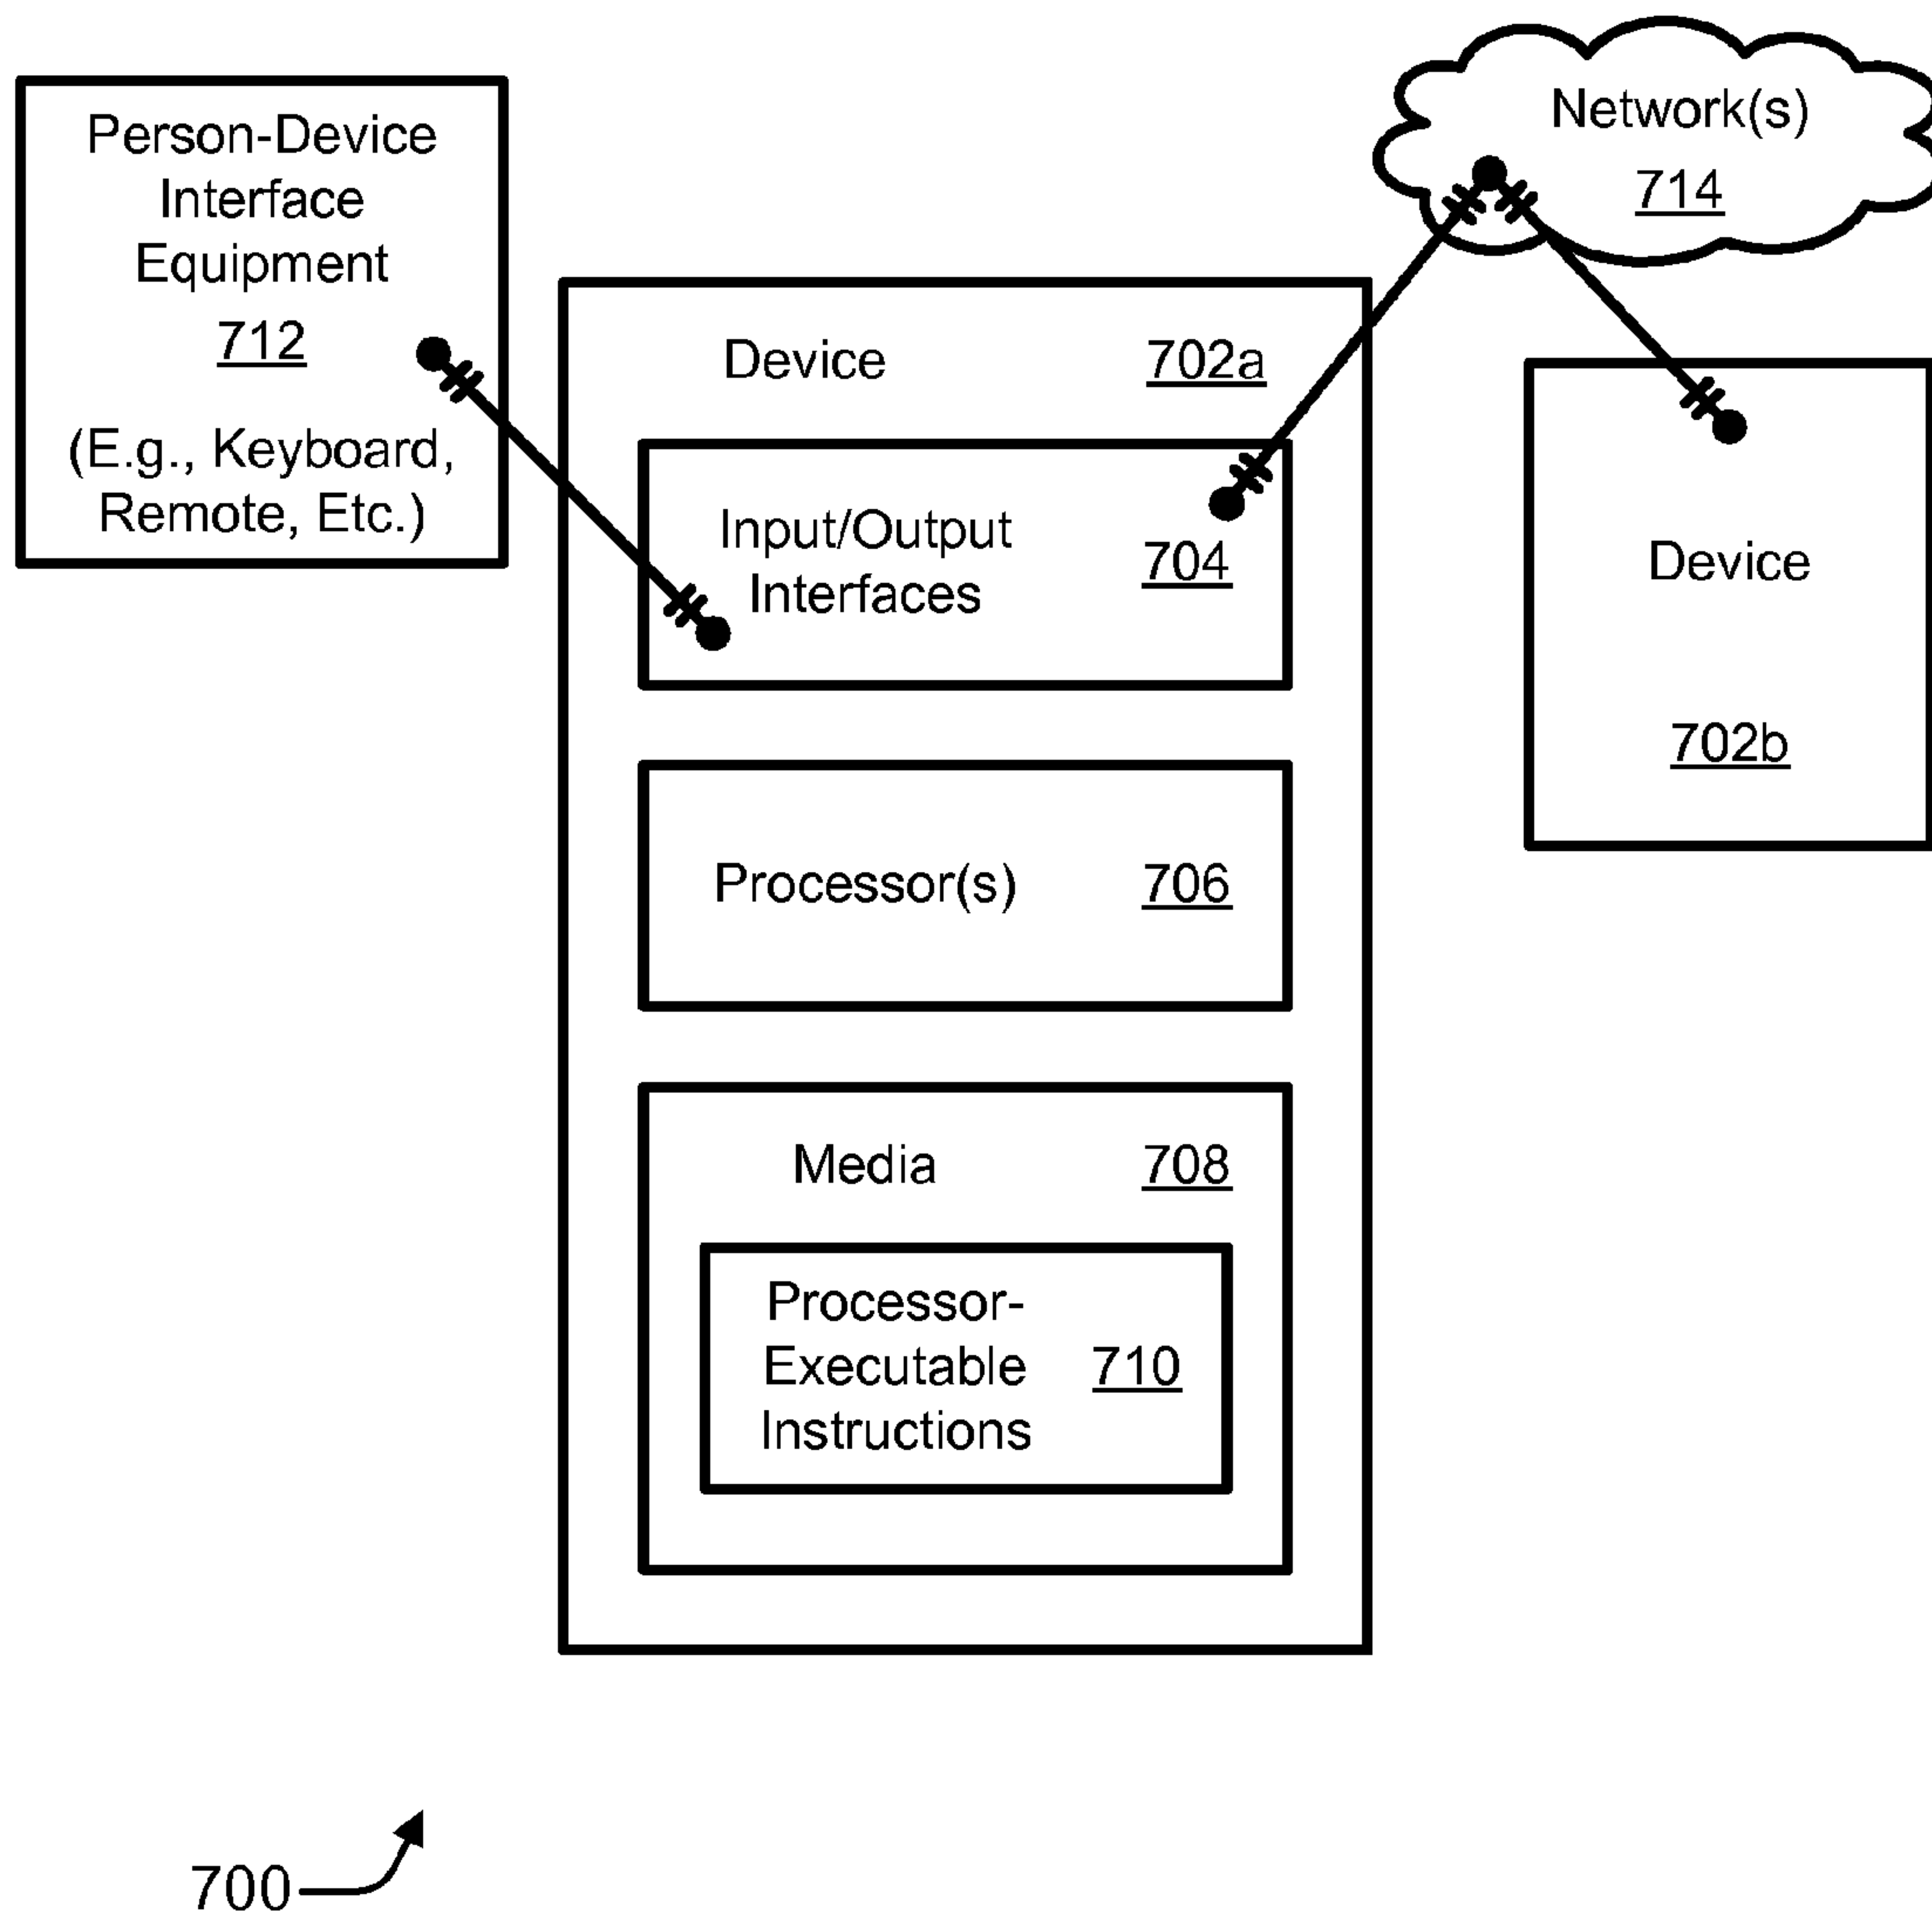 Person-Device
Interface
Equipment
712
(E.g., Keyboard,
Remote, Etc.)
Network(s)
714
Device 702a
Input/Output
Interfaces
704
Device
702b
Processor(s) 706
Media 708
Processor-
Executable 710
Instructions
700